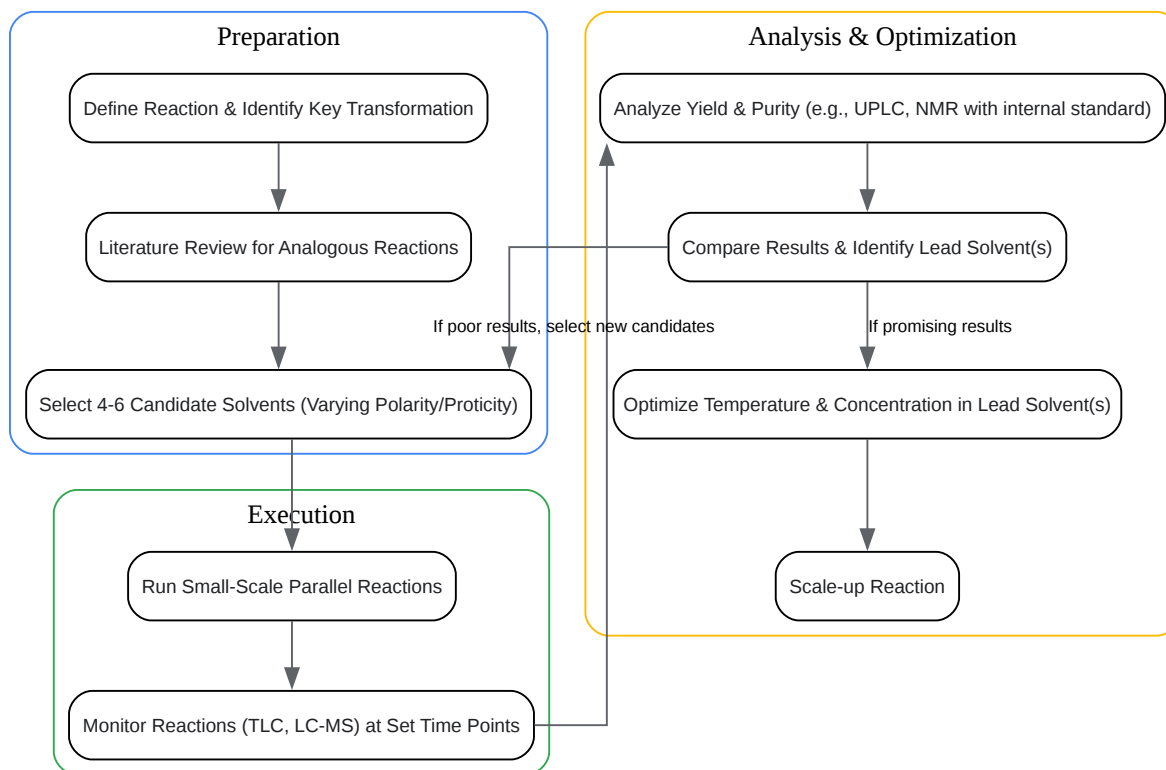 Preparation
Define Reaction & Identify Key Transformation
Literature Review for Analogous Reactions
Select 4-6 Candidate Solvents (Varying Polarity/Proticity)
Execution
Run Small-Scale Parallel Reactions
Monitor Reactions (TLC, LC-MS) at Set Time Points
Analysis & Optimization
Analyze Yield & Purity (e.g., UPLC, NMR with internal standard)
Compare Results & Identify Lead Solvent(s)
If poor results, select new candidates
If promising results
Optimize Temperature & Concentration in Lead Solvent(s)
Scale-up Reaction